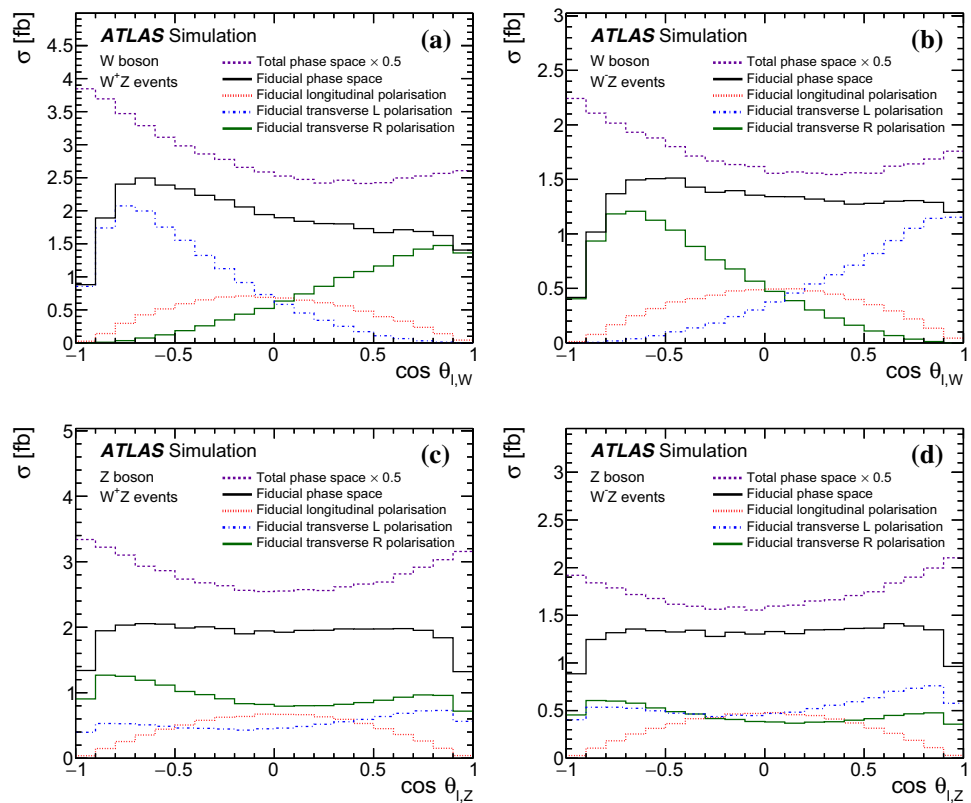 σ [fb]
4.5
4
3.5
3
2.5
2
1.5
1
0.5
0
ATLAS Simulation
(a)
W boson
W⁺Z events
Total phase space × 0.5
Fiducial phase space
Fiducial longitudinal polarisation
Fiducial transverse L polarisation
Fiducial transverse R polarisation
−1 −0.5 0 0.5 1
cos θl,W
σ [fb]
3
2.5
2
1.5
1
0.5
0
ATLAS Simulation
(b)
W boson
W⁻Z events
Total phase space × 0.5
Fiducial phase space
Fiducial longitudinal polarisation
Fiducial transverse L polarisation
Fiducial transverse R polarisation
−1 −0.5 0 0.5 1
cos θl,W
σ [fb]
5
4
3
2
1
0
ATLAS Simulation
(c)
Z boson
W⁺Z events
Total phase space × 0.5
Fiducial phase space
Fiducial longitudinal polarisation
Fiducial transverse L polarisation
Fiducial transverse R polarisation
−1 −0.5 0 0.5 1
cos θl,Z
σ [fb]
3
2.5
2
1.5
1
0.5
0
ATLAS Simulation
(d)
Z boson
W⁻Z events
Total phase space × 0.5
Fiducial phase space
Fiducial longitudinal polarisation
Fiducial transverse L polarisation
Fiducial transverse R polarisation
−1 −0.5 0 0.5 1
cos θl,Z